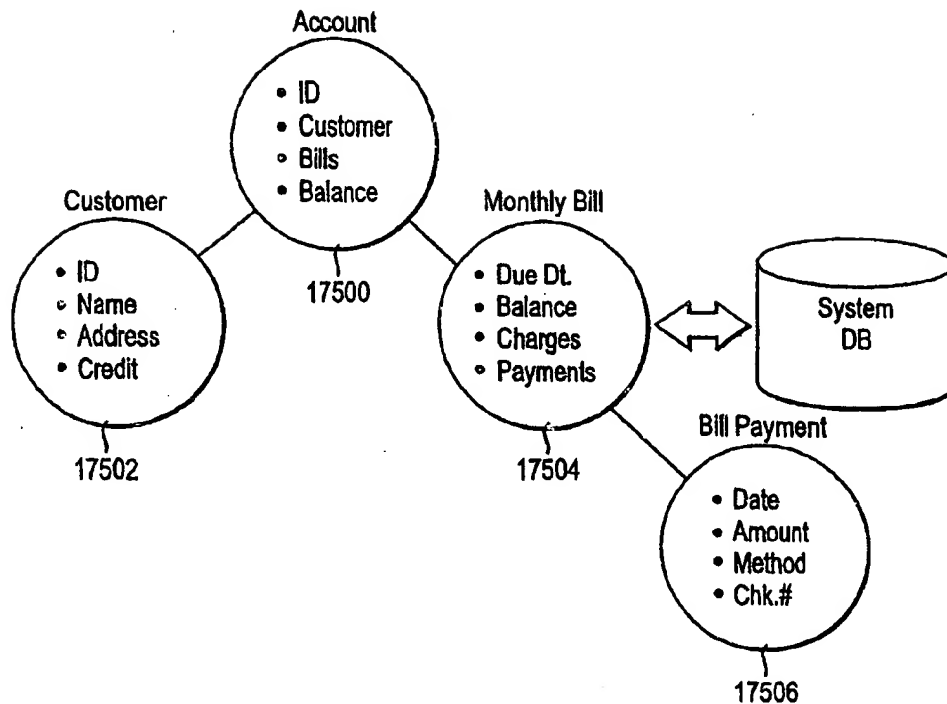 Account
• ID
• Customer
• Bills
• Balance
17500
Customer
• ID
• Name
• Address
• Credit
17502
Monthly Bill
• Due Dt.
• Balance
• Charges
• Payments
17504
System
DB
Bill Payment
• Date
• Amount
• Method
• Chk.#
17506